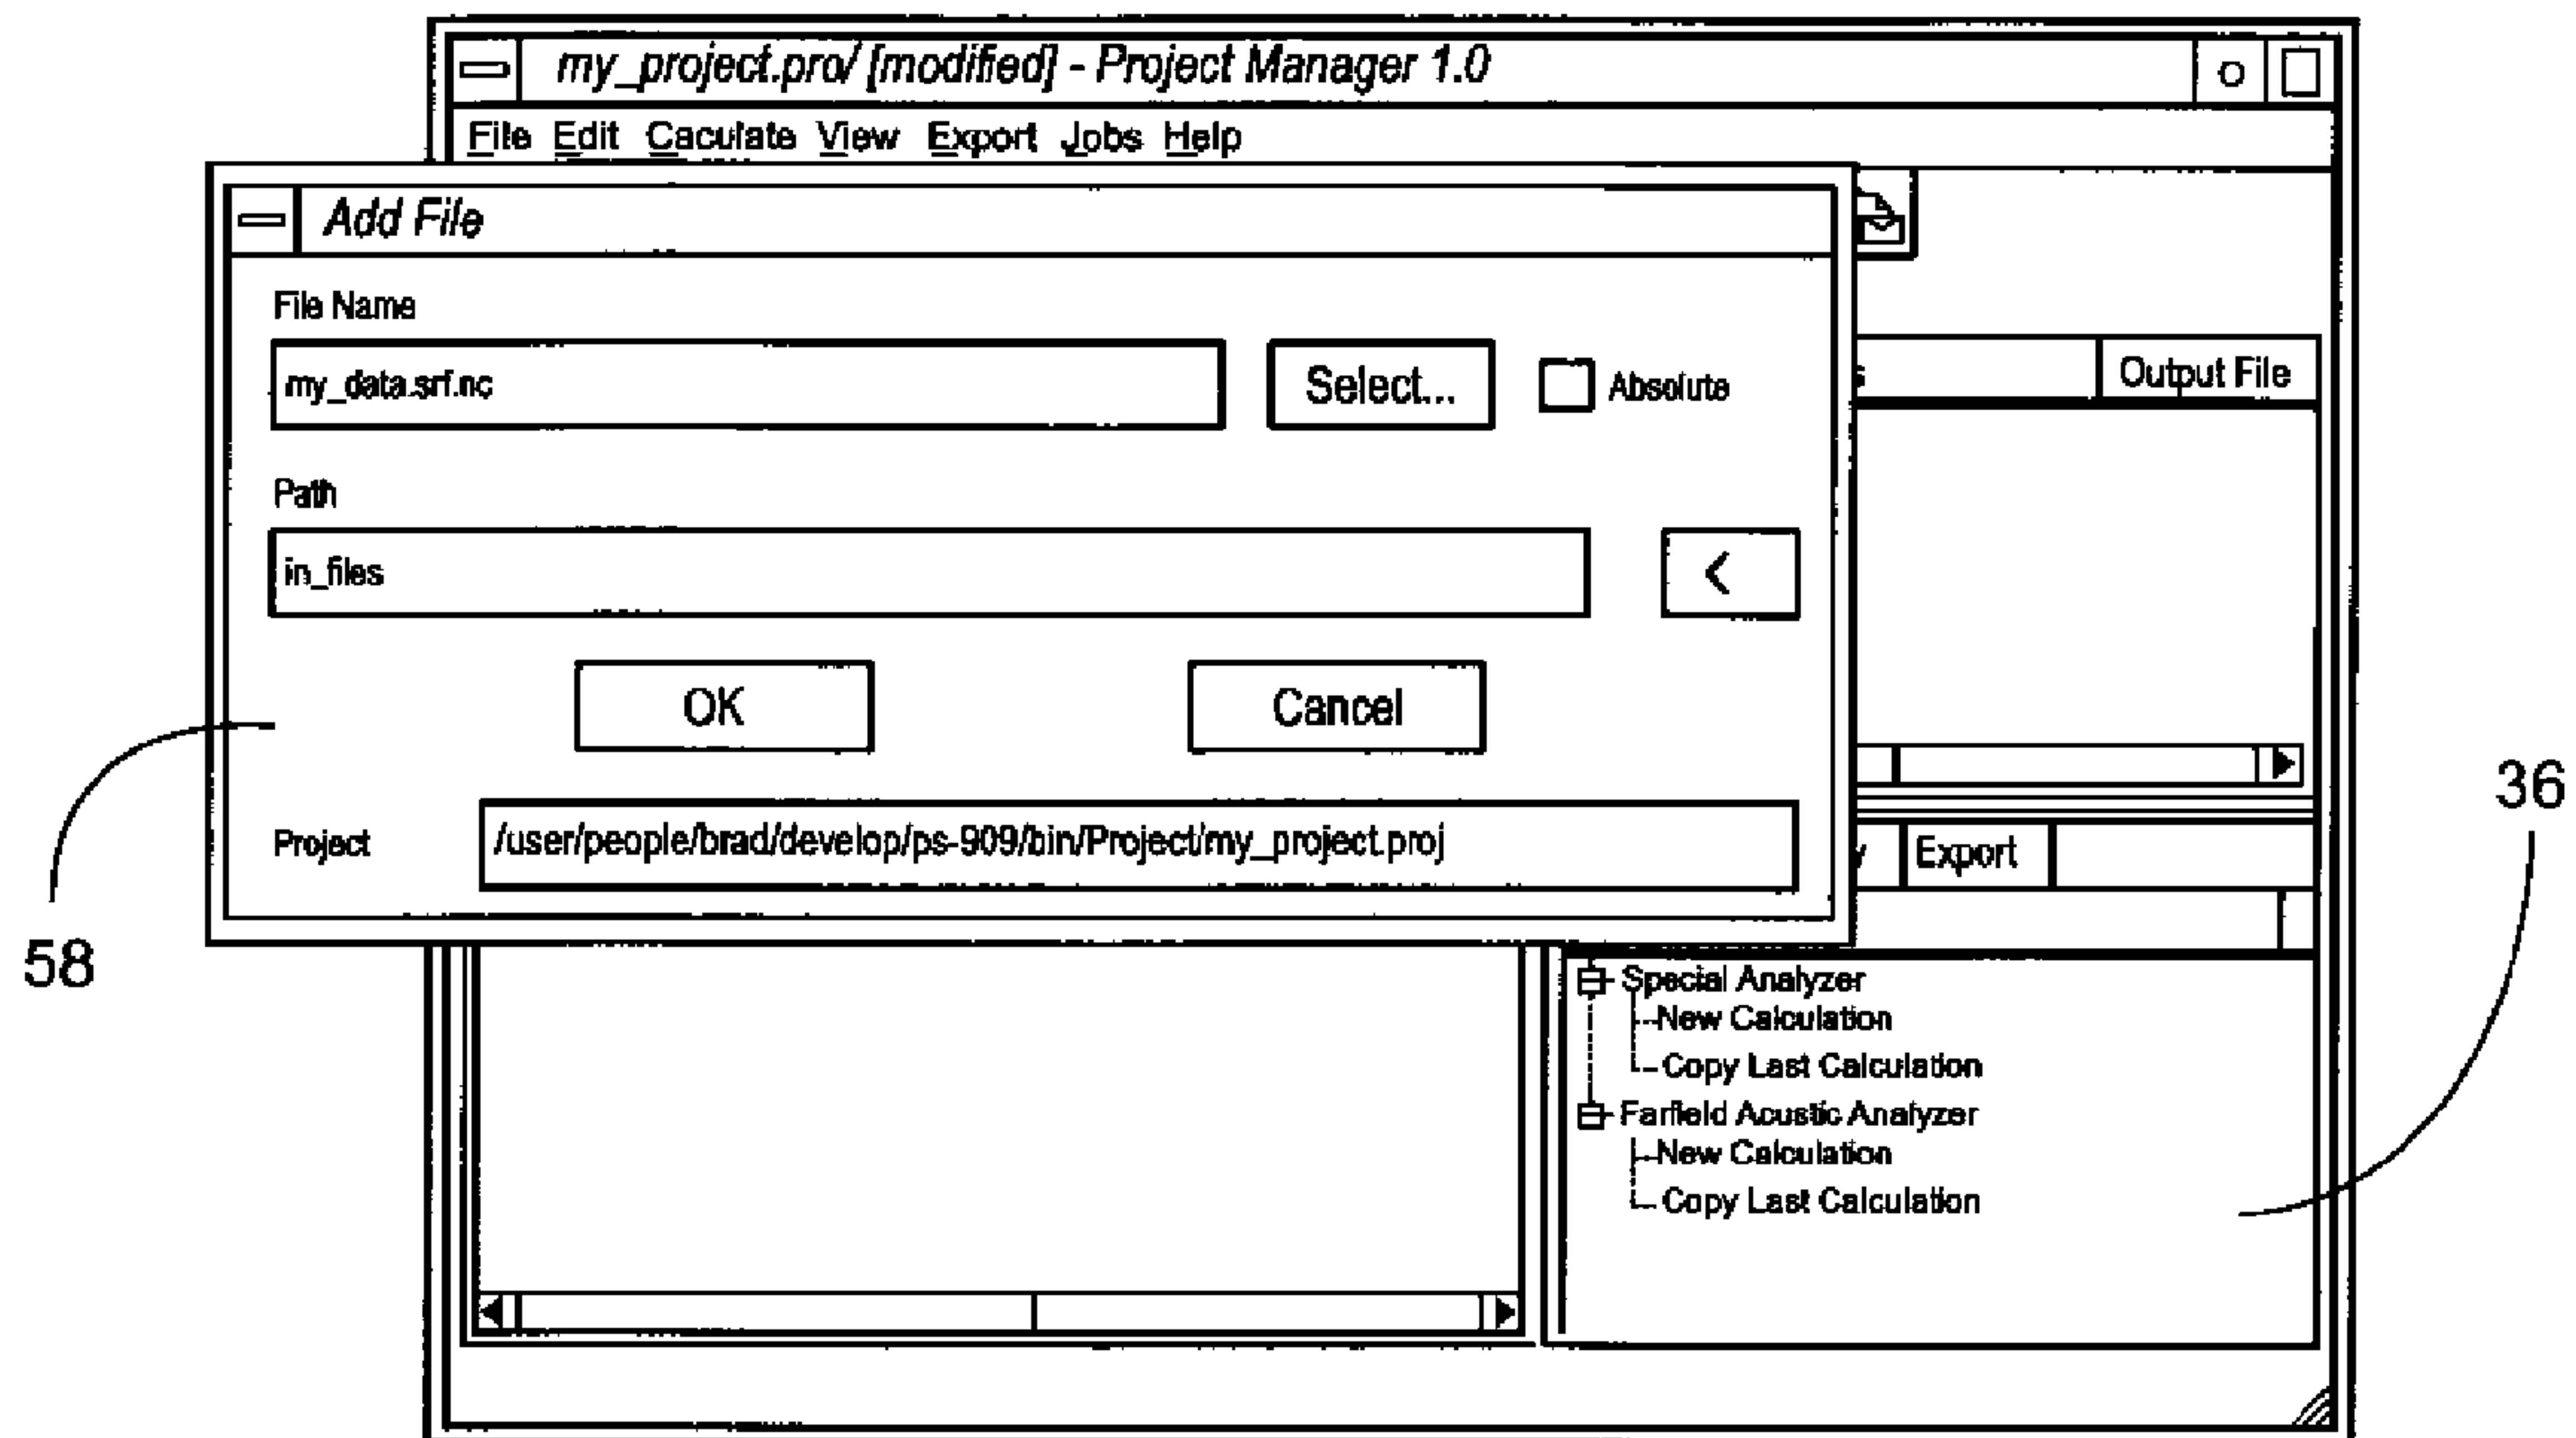 my_project.pro/ [modified] - Project Manager 1.0
File Edit Caculate View Export Jobs Help
Add File
File Name
my_data.srf.nc
Select...
Absolute
Output File
Path
in_files
<
OK
Cancel
36
Project
/user/people/brad/develop/ps-909/bin/Project/my_project.proj
Export
58
Special Analyzer
New Calculation
Copy Last Calculation
Farfield Acustic Analyzer
New Calculation
Copy Last Calculation